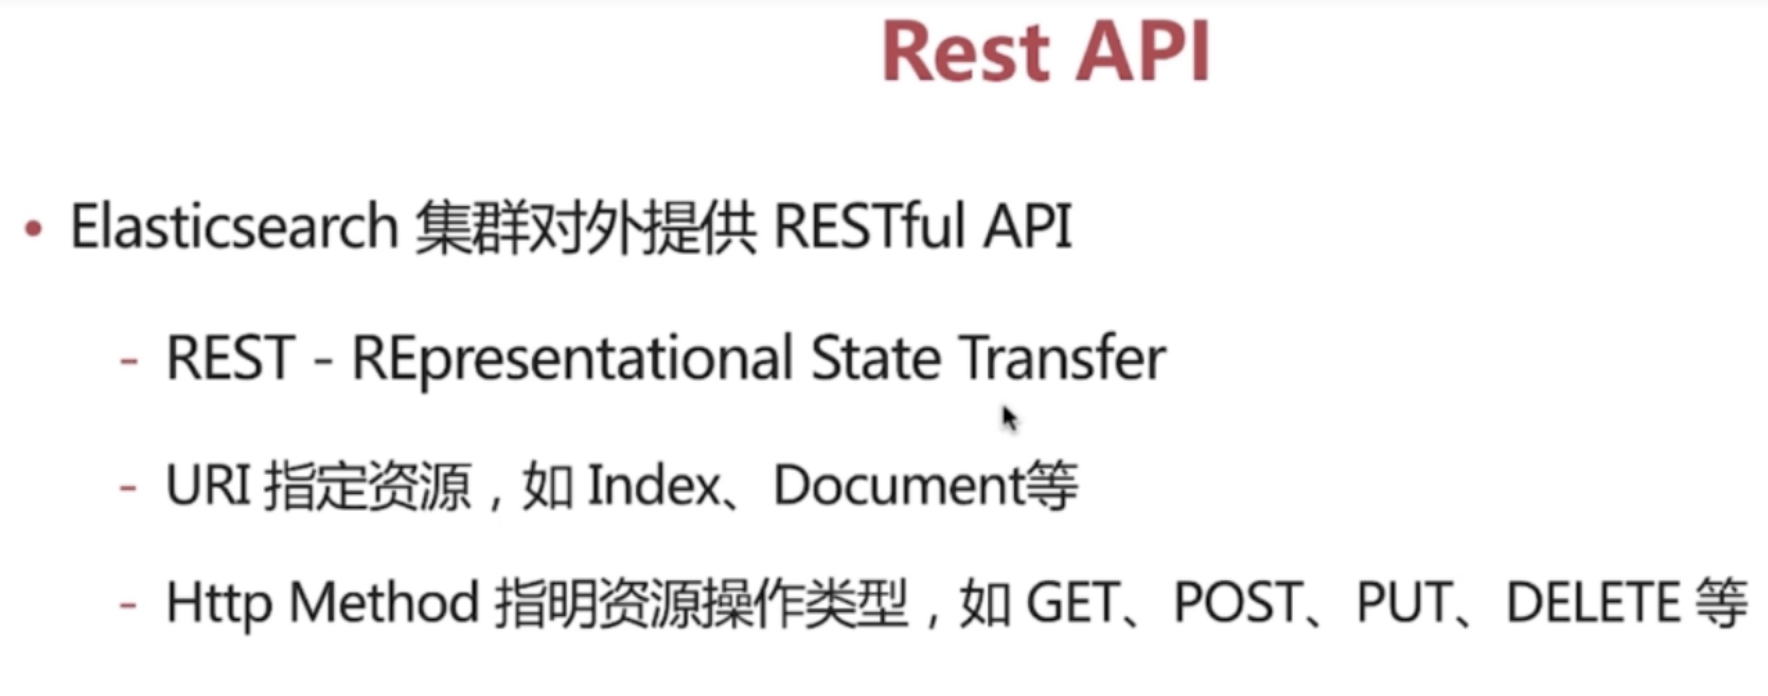 Rest API
• Elasticsearch 集群对外提供 RESTful API
- REST - REpresentational State Transfer
- URI 指定资源，如 Index、Document等
- Http Method 指明资源操作类型，如 GET、POST、PUT、DELETE 等